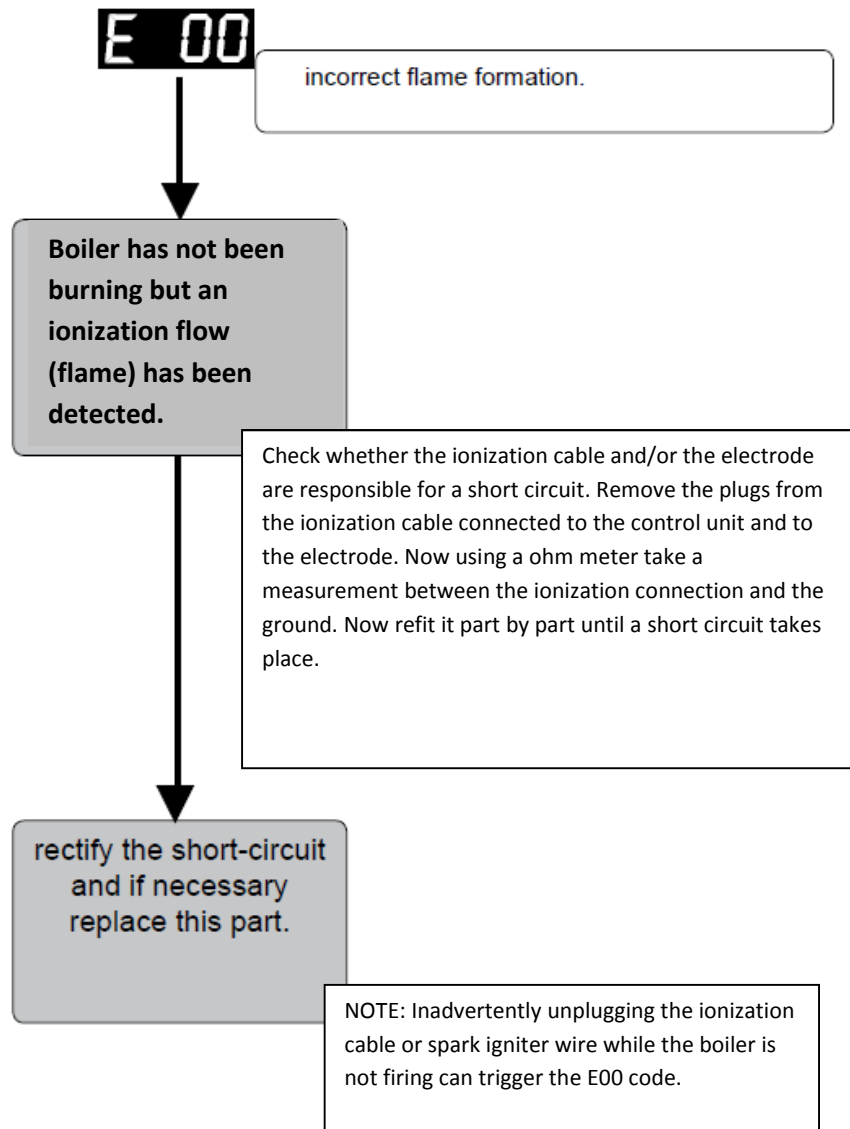 E 00
incorrect flame formation.
Boiler has not been
burning but an
ionization flow
(flame) has been
detected.
Check whether the ionization cable and/or the electrode
are responsible for a short circuit. Remove the plugs from
the ionization cable connected to the control unit and to
the electrode. Now using a ohm meter take a
measurement between the ionization connection and the
ground. Now refit it part by part until a short circuit takes
place.
rectify the short-circuit
and if necessary
replace this part.
NOTE: Inadvertently unplugging the ionization
cable or spark igniter wire while the boiler is
not firing can trigger the E00 code.